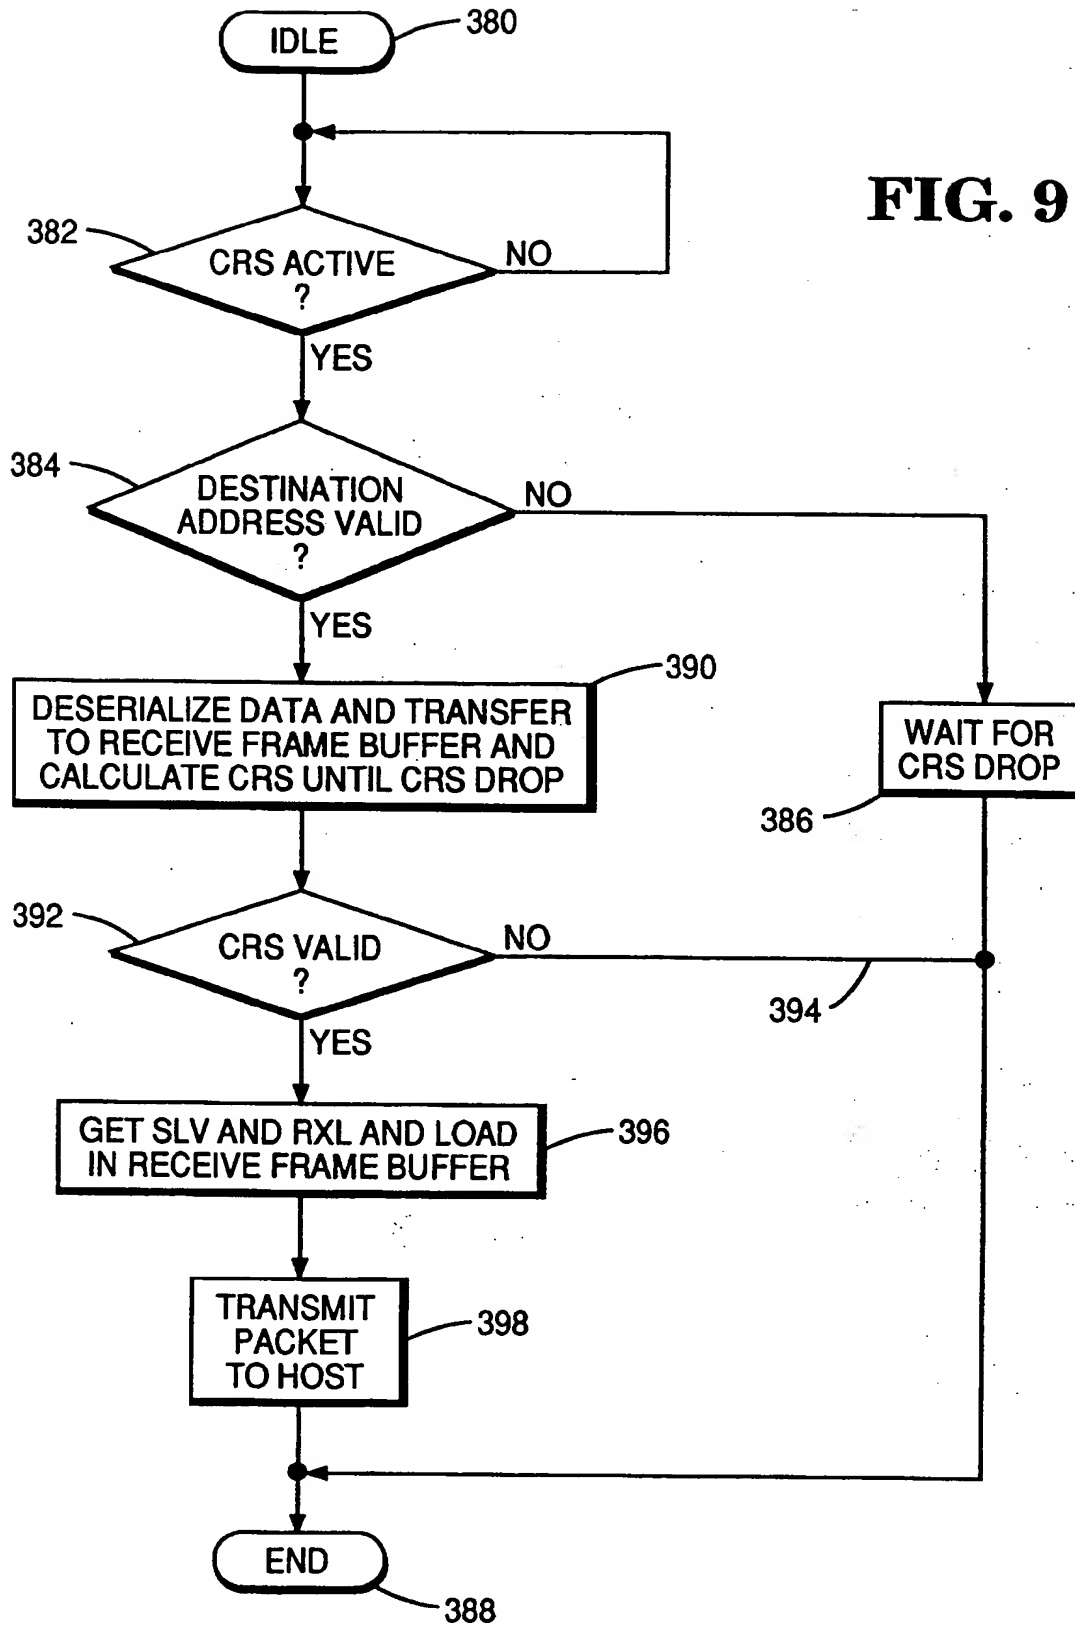 IDLE
380
FIG. 9
382
CRS ACTIVE
?
NO
YES
384
DESTINATION
ADDRESS VALID
?
NO
YES
390
DESERIALIZE DATA AND TRANSFER
TO RECEIVE FRAME BUFFER AND
CALCULATE CRS UNTIL CRS DROP
WAIT FOR
CRS DROP
386
392
CRS VALID
?
NO
394
YES
GET SLV AND RXL AND LOAD
IN RECEIVE FRAME BUFFER
396
TRANSMIT
PACKET
TO HOST
398
END
388